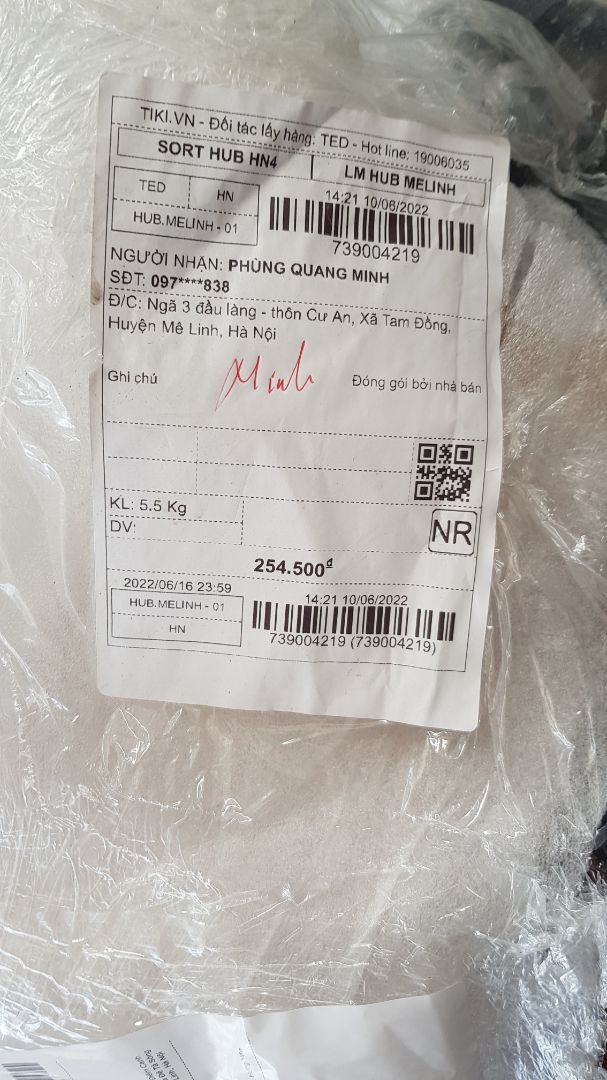 TIKI.VN - Đối tác lấy hàng: TED - Hot line: 19006035
SORT HUB HN4
LM HUB MELINH
TED
HN
HUB.MELINH - 01
14:21 10/06/2022
739004219
NGƯỜI NHẬN: PHÙNG QUANG MINH
SĐT: 097****838
Đ/C: Ngã 3 đầu làng - thôn Cư An, Xã Tam Đồng,
Huyện Mê Linh, Hà Nội
Ghi chú
Minh
Đóng gói bởi nhà bán
KL: 5.5 Kg
DV:
NR
254.500đ
2022/06/16 23:59
HUB.MELINH - 01
HN
14:21 10/06/2022
739004219 (739004219)
Linh, Hà Nội